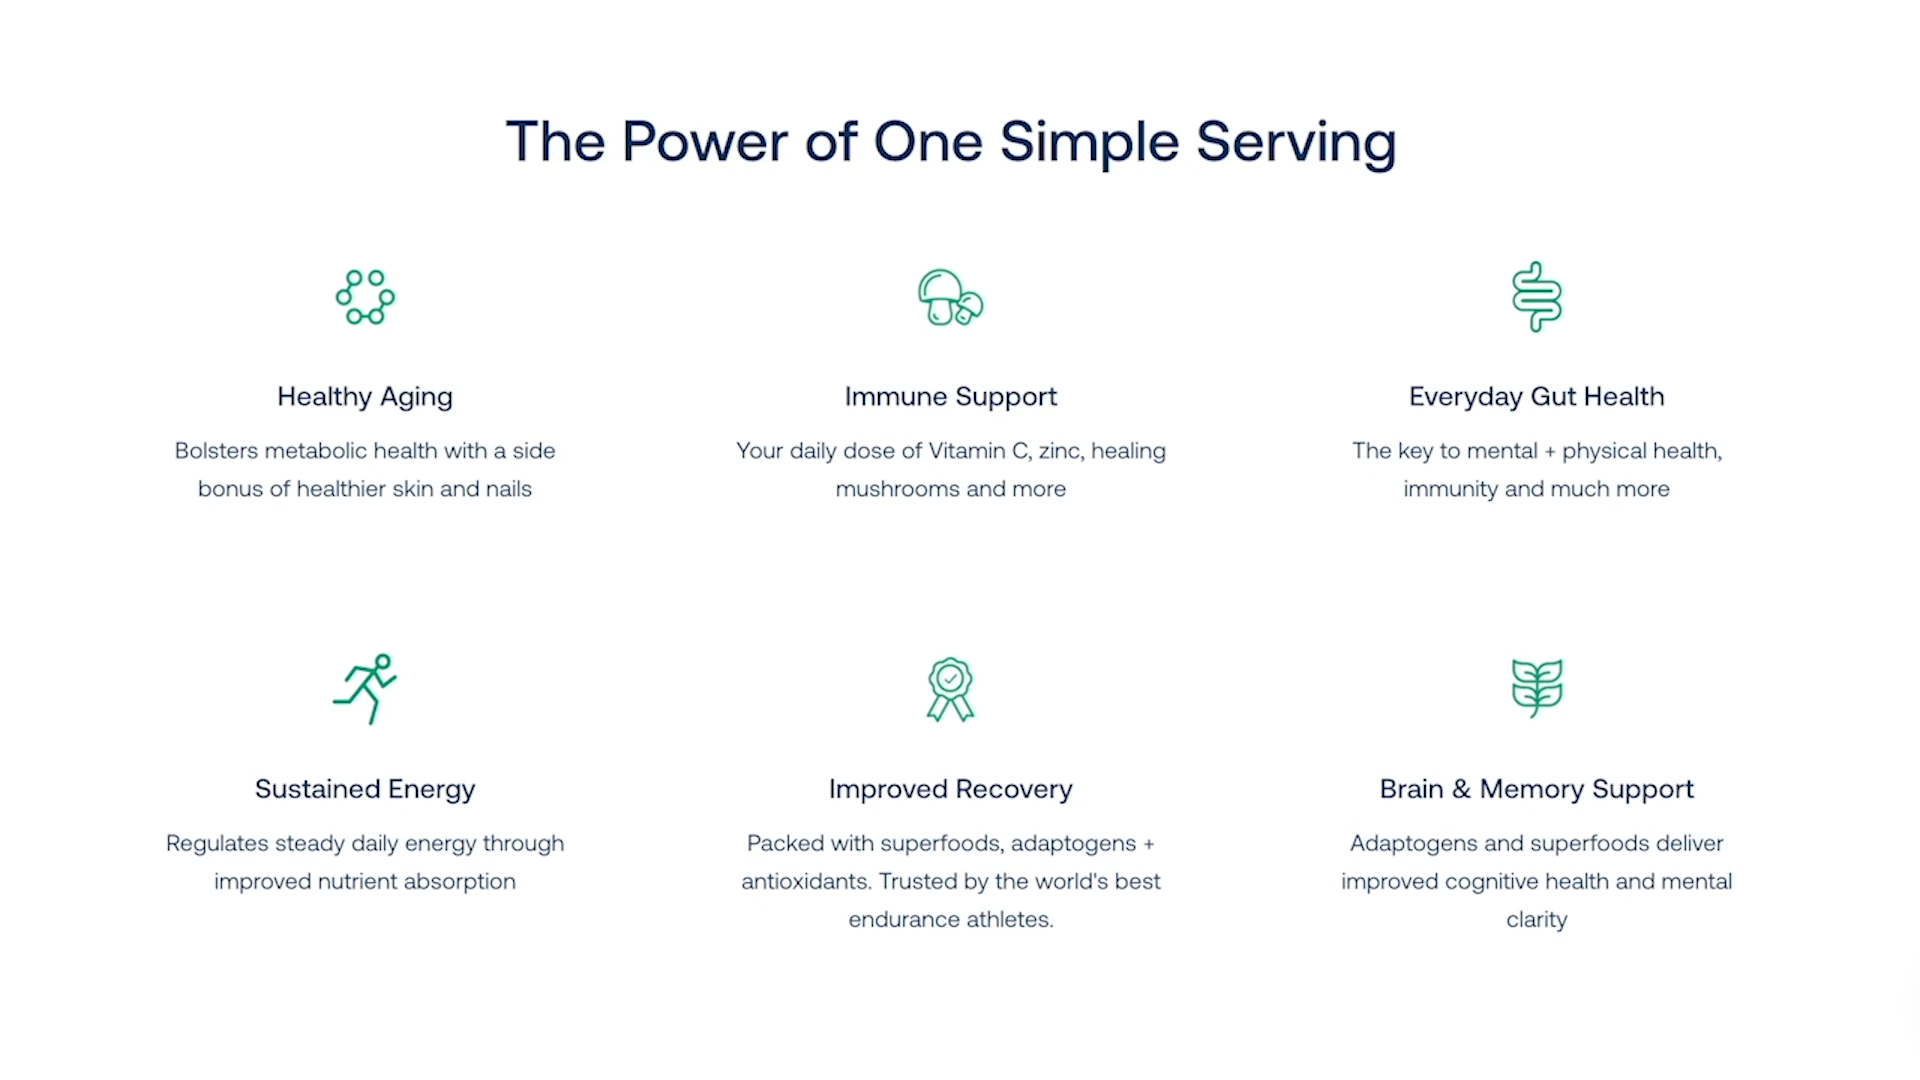 The Power of One Simple Serving
Healthy Aging
Bolsters metabolic health with a side
bonus of healthier skin and nails
Immune Support
Your daily dose of Vitamin C, zinc, healing
mushrooms and more
Everyday Gut Health
The key to mental + physical health,
immunity and much more
Sustained Energy
Regulates steady daily energy through
improved nutrient absorption
Improved Recovery
Packed with superfoods, adaptogens +
antioxidants. Trusted by the world's best
endurance athletes.
Brain & Memory Support
Adaptogens and superfoods deliver
improved cognitive health and mental
clarity